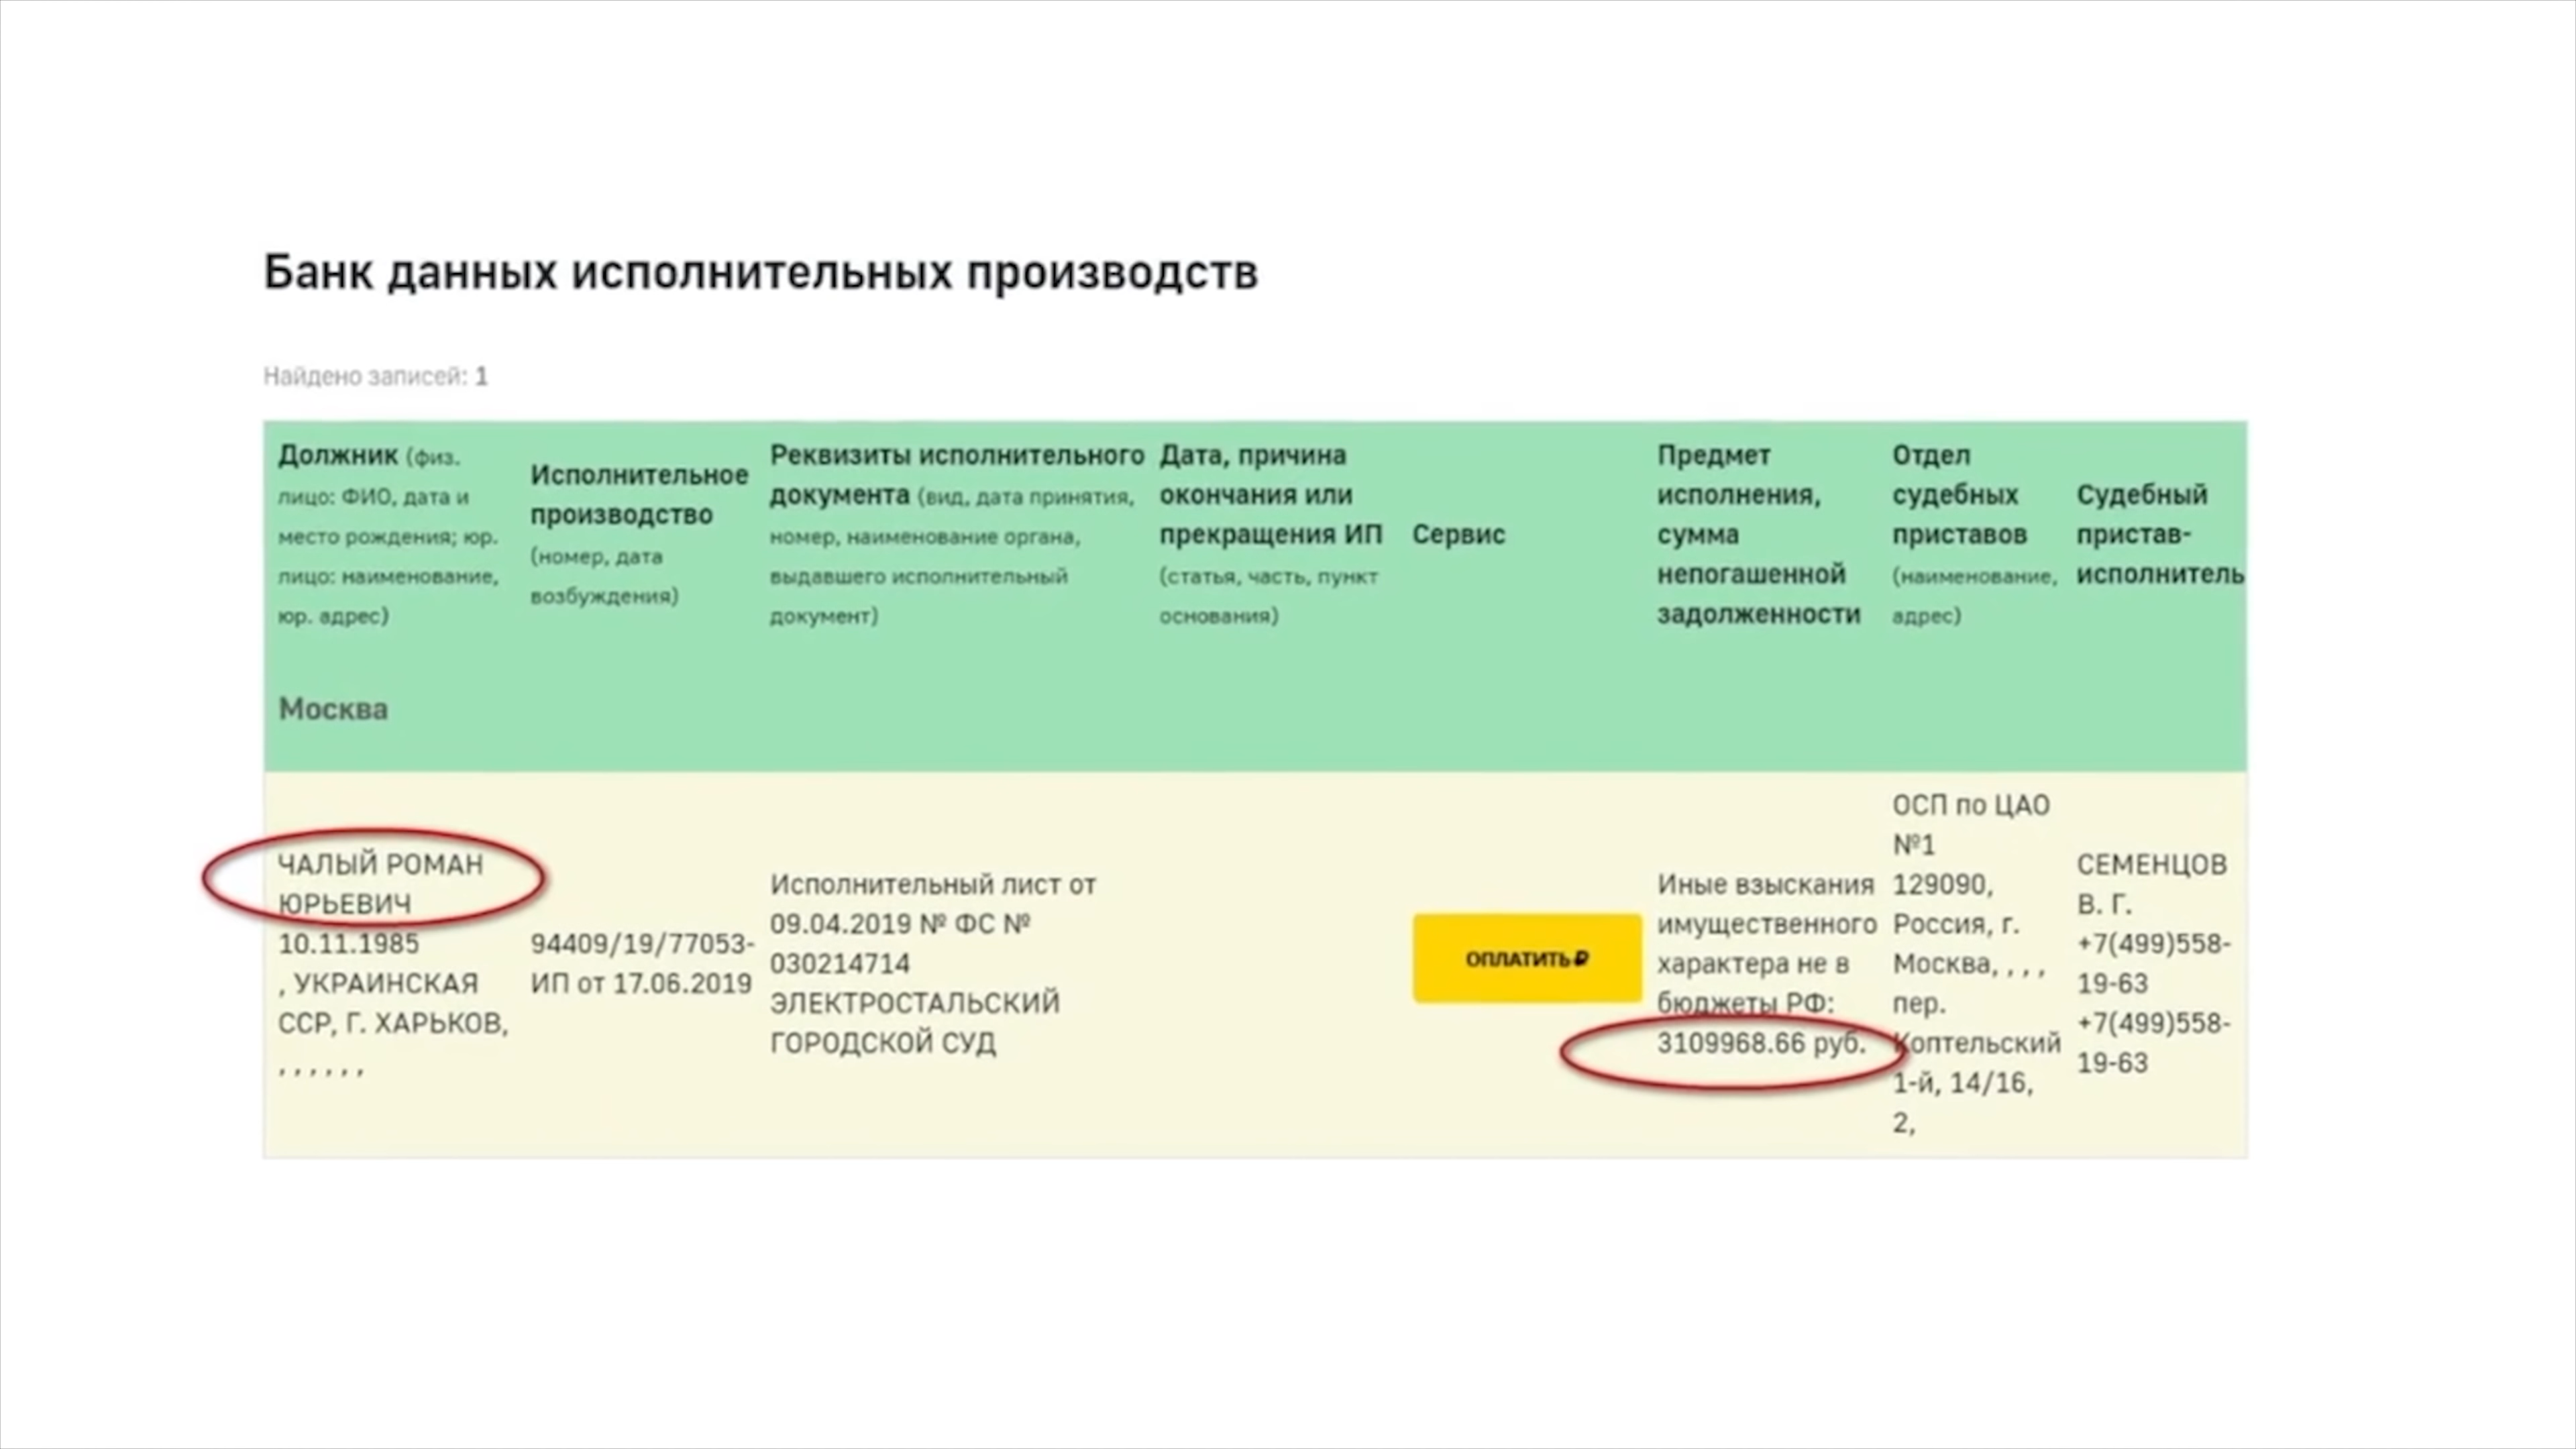 Банк данных исполнительных производств
Найдено записей: 1
Должник (физ.
лицо: ФИО, дата и
место рождения; юр.
лицо: наименование,
юр. адрес)
Исполнительное
производство
(номер, дата
возбуждения)
Реквизиты исполнительного
документа (вид, дата принятия,
номер, наименование органа,
выдавшего исполнительный
документ)
Дата, причина
окончания или
прекращения ИП
(статья, часть, пункт
основания)
Сервис
Предмет
исполнения,
сумма
непогашенной
задолженности
Отдел
судебных
приставов
(наименование,
адрес)
Судебный
пристав-
исполнитель
Москва
ЧАЛЫЙ РОМАН
ЮРЬЕВИЧ
10.11.1985
, УКРАИНСКАЯ
ССР, Г. ХАРЬКОВ,
, , , , , ,
94409/19/77053-
ИП от 17.06.2019
Исполнительный лист от
09.04.2019 № ФС №
030214714
ЭЛЕКТРОСТАЛЬСКИЙ
ГОРОДСКОЙ СУД
ОПЛАТИТЬ ₽
Иные взыскания
имущественного
характера не в
бюджеты РФ:
3109968.66 руб.
ОСП по ЦАО
№1
129090,
Россия, г.
Москва, , , ,
пер.
Коптельский
1-й, 14/16,
2,
СЕМЕНЦОВ
В. Г.
+7(499)558-
19-63
+7(499)558-
19-63